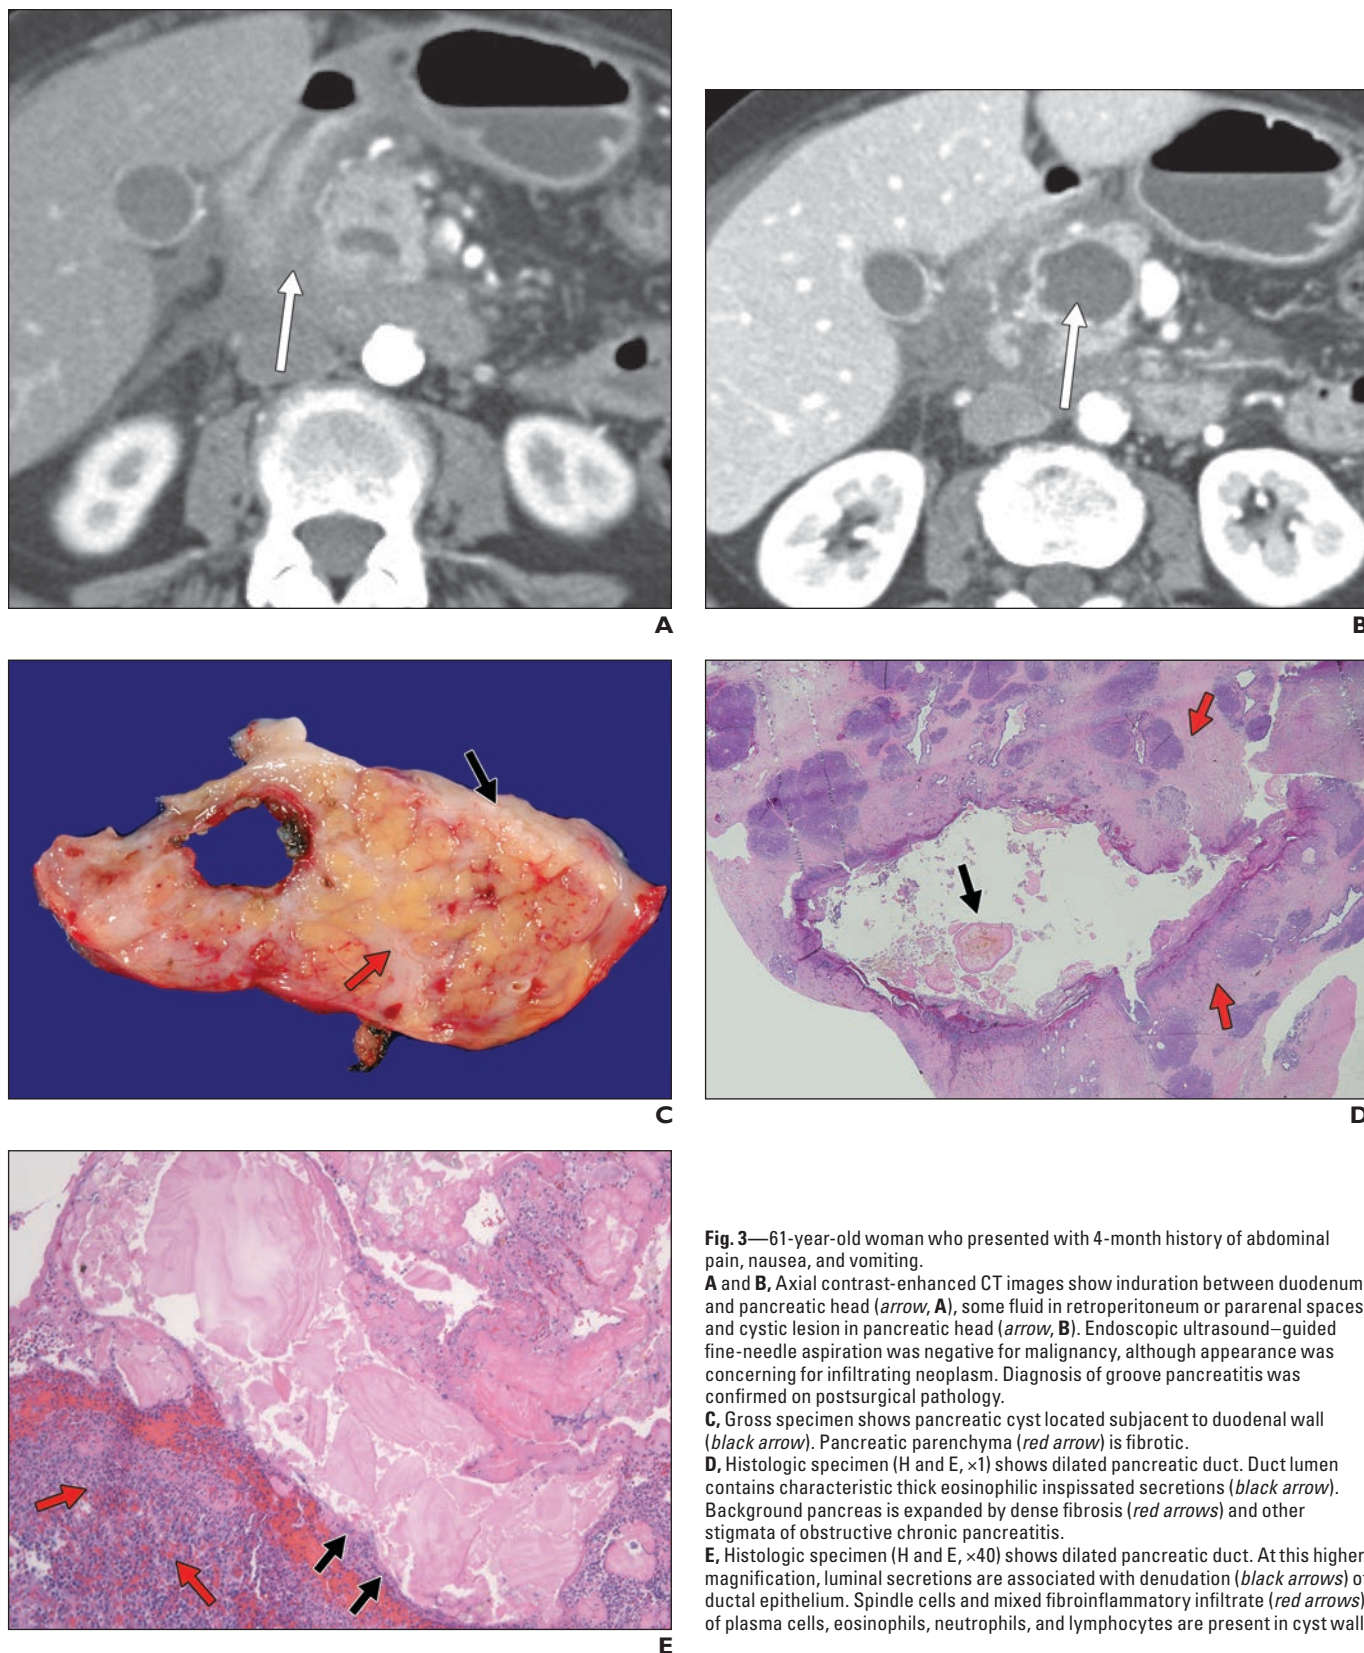 A
B
C
D
E
Fig. 3—61-year-old woman who presented with 4-month history of abdominal
pain, nausea, and vomiting.
A and B, Axial contrast-enhanced CT images show induration between duodenum
and pancreatic head (arrow, A), some fluid in retroperitoneum or pararenal spaces
and cystic lesion in pancreatic head (arrow, B). Endoscopic ultrasound–guided
fine-needle aspiration was negative for malignancy, although appearance was
concerning for infiltrating neoplasm. Diagnosis of groove pancreatitis was
confirmed on postsurgical pathology.
C, Gross specimen shows pancreatic cyst located subjacent to duodenal wall
(black arrow). Pancreatic parenchyma (red arrow) is fibrotic.
D, Histologic specimen (H and E, ×1) shows dilated pancreatic duct. Duct lumen
contains characteristic thick eosinophilic inspissated secretions (black arrow).
Background pancreas is expanded by dense fibrosis (red arrows) and other
stigmata of obstructive chronic pancreatitis.
E, Histologic specimen (H and E, ×40) shows dilated pancreatic duct. At this higher
magnification, luminal secretions are associated with denudation (black arrows)
ductal epithelium. Spindle cells and mixed fibroinflammatory infiltrate (red arrows)
of plasma cells, eosinophils, neutrophils, and lymphocytes are present in cyst wall